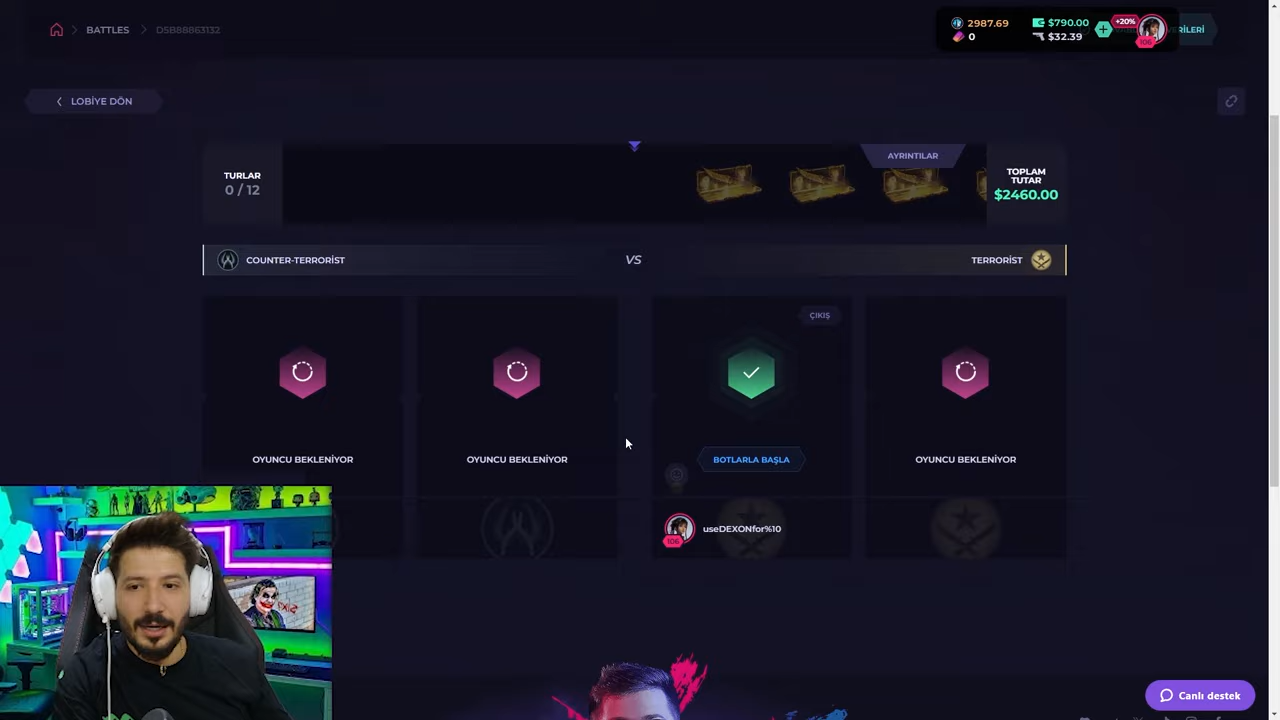 BATTLES
DSB88863132
2987.69
0
$790.00
$32.39
+20%
106
RİLERİ
LOBİYE DÖN
TURLAR
0 / 12
AYRINTILAR
TOPLAM
TUTAR
$2460.00
COUNTER-TERRORİST
VS
TERRORİST
ÇIKIŞ
OYUNCU BEKLENİYOR
OYUNCU BEKLENİYOR
BOTLARLA BAŞLA
OYUNCU BEKLENİYOR
useDEXONfor%10
106
Canlı destek